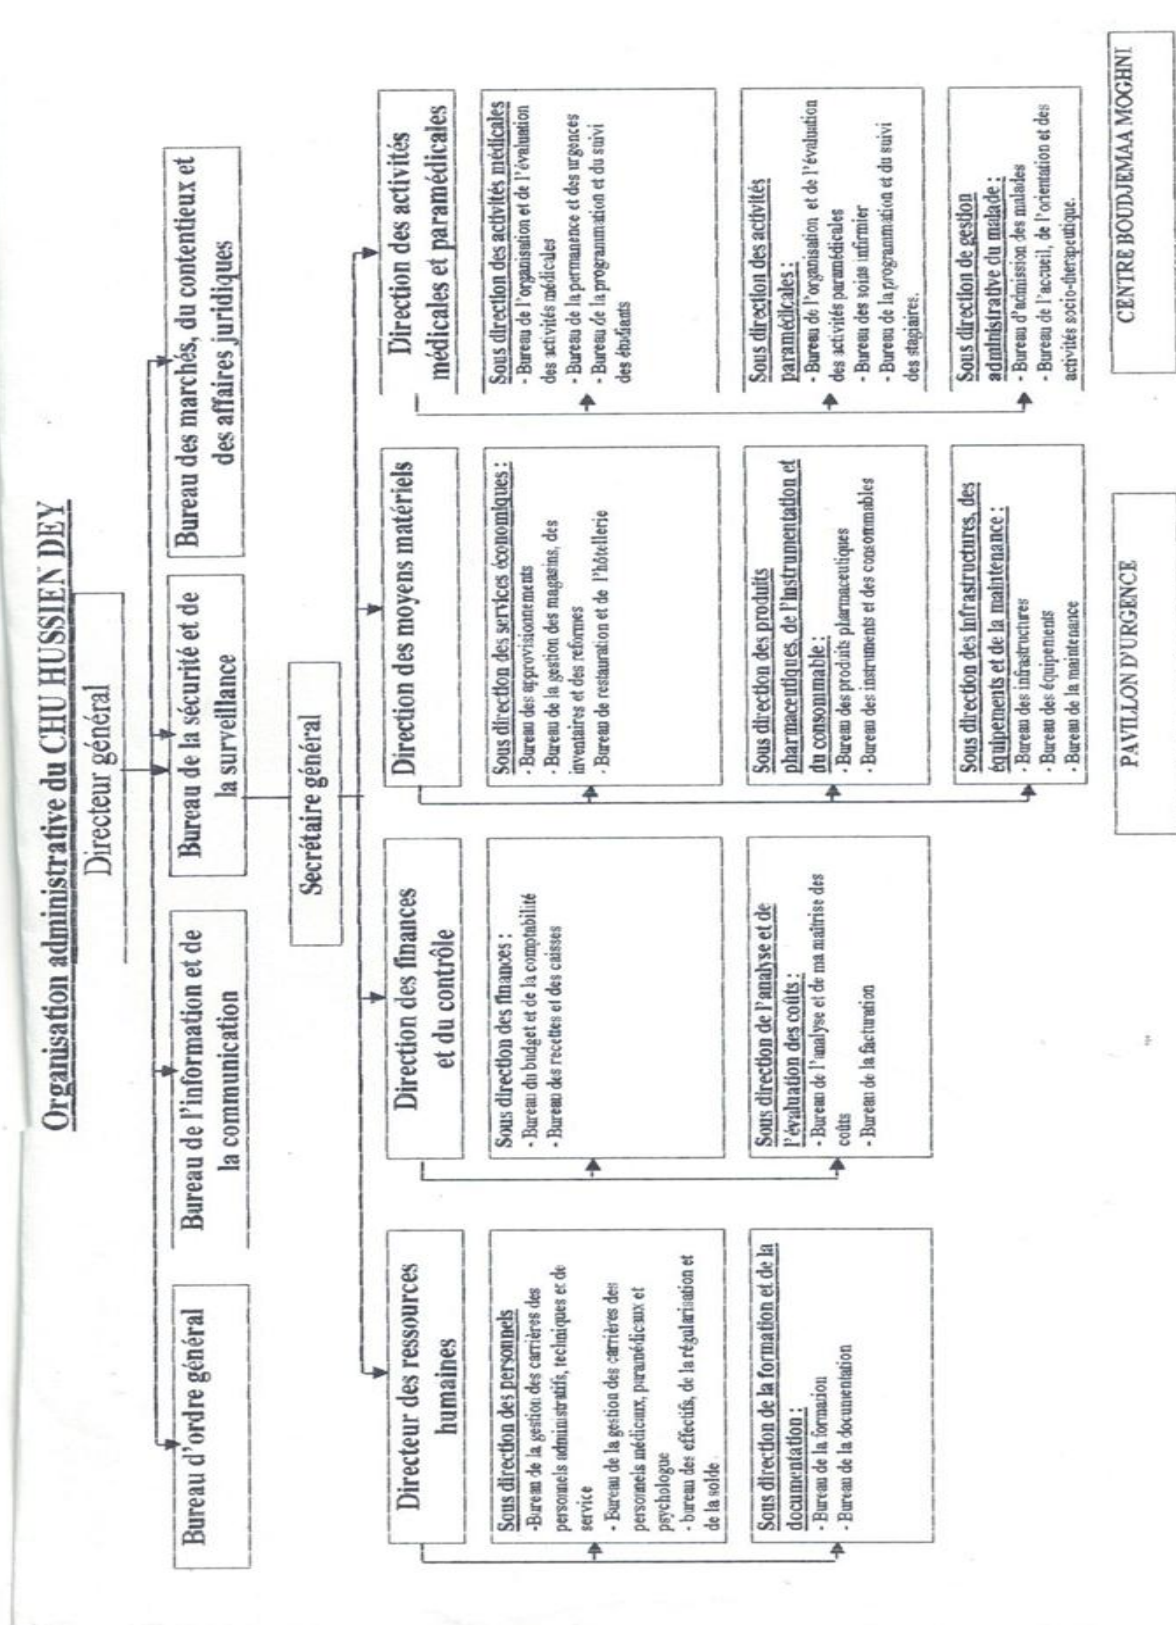 Organisation administrative du CHU HUSSIEN DEY
Directeur général
Bureau d'ordre général
Bureau de l'information et de
la communication
Bureau de la sécurité et de
la surveillance
Bureau des marchés, du contentieux et
des affaires juridiques
Secrétaire général
Directeur des ressources
humaines
Sous direction des personnels
-Bureau de la gestion des carrières des
personnels administratifs, techniques et de
service
- Bureau de la gestion des carrières des
personnels médicaux, paramédicaux et
psychologue
- bureau des effectifs, de la régularisation et
de la solde
Sous direction de la formation et de la
documentation :
- Bureau de la formation
- Bureau de la documentation
Direction des finances
et du contrôle
Sous direction des finances :
- Bureau du budget et de la comptabilité
- Bureau des recettes et des caisses
Sous direction de l'analyse et de
l'évaluation des coûts :
- Bureau de l'analyse et de ma maîtrise des
coûts
- Bureau de la facturation
Direction des moyens matériels
Sous direction des services économiques :
- Bureau des approvisionnements
- Bureau de la gestion des magasins, des
inventaires et des reformes
- Bureau de restauration et de l'hôtellerie
Sous direction des produits
pharmaceutiques, de l'instrumentation et
du consommable :
- Bureau des produits pharmaceutiques
- Bureau des instruments et des consommables
Sous direction des infrastructures, des
équipements et de la maintenance :
- Bureau des infrastructures
- Bureau des équipements
- Bureau de la maintenance
Direction des activités
médicales et paramédicales
Sous direction des activités médicales
- Bureau de l'organisation et de l'évaluation
des activités médicales
- Bureau de la permanence et des urgences
- Bureau de la programmation et du suivi
des étudiants
Sous direction des activités
paramédicales :
- Bureau de l'organisation et de l'évaluation
des activités paramédicales
- Bureau des soins infirmier
- Bureau de la programmation et du suivi
des stagiaires.
Sous direction de gestion
administrative du malade :
- Bureau d'admission des malades
- Bureau de l'accueil, de l'orientation et des
activités socio-therapeutique.
PAVILLON D'URGENCE
CENTRE BOUDJEMAA MOGHNI